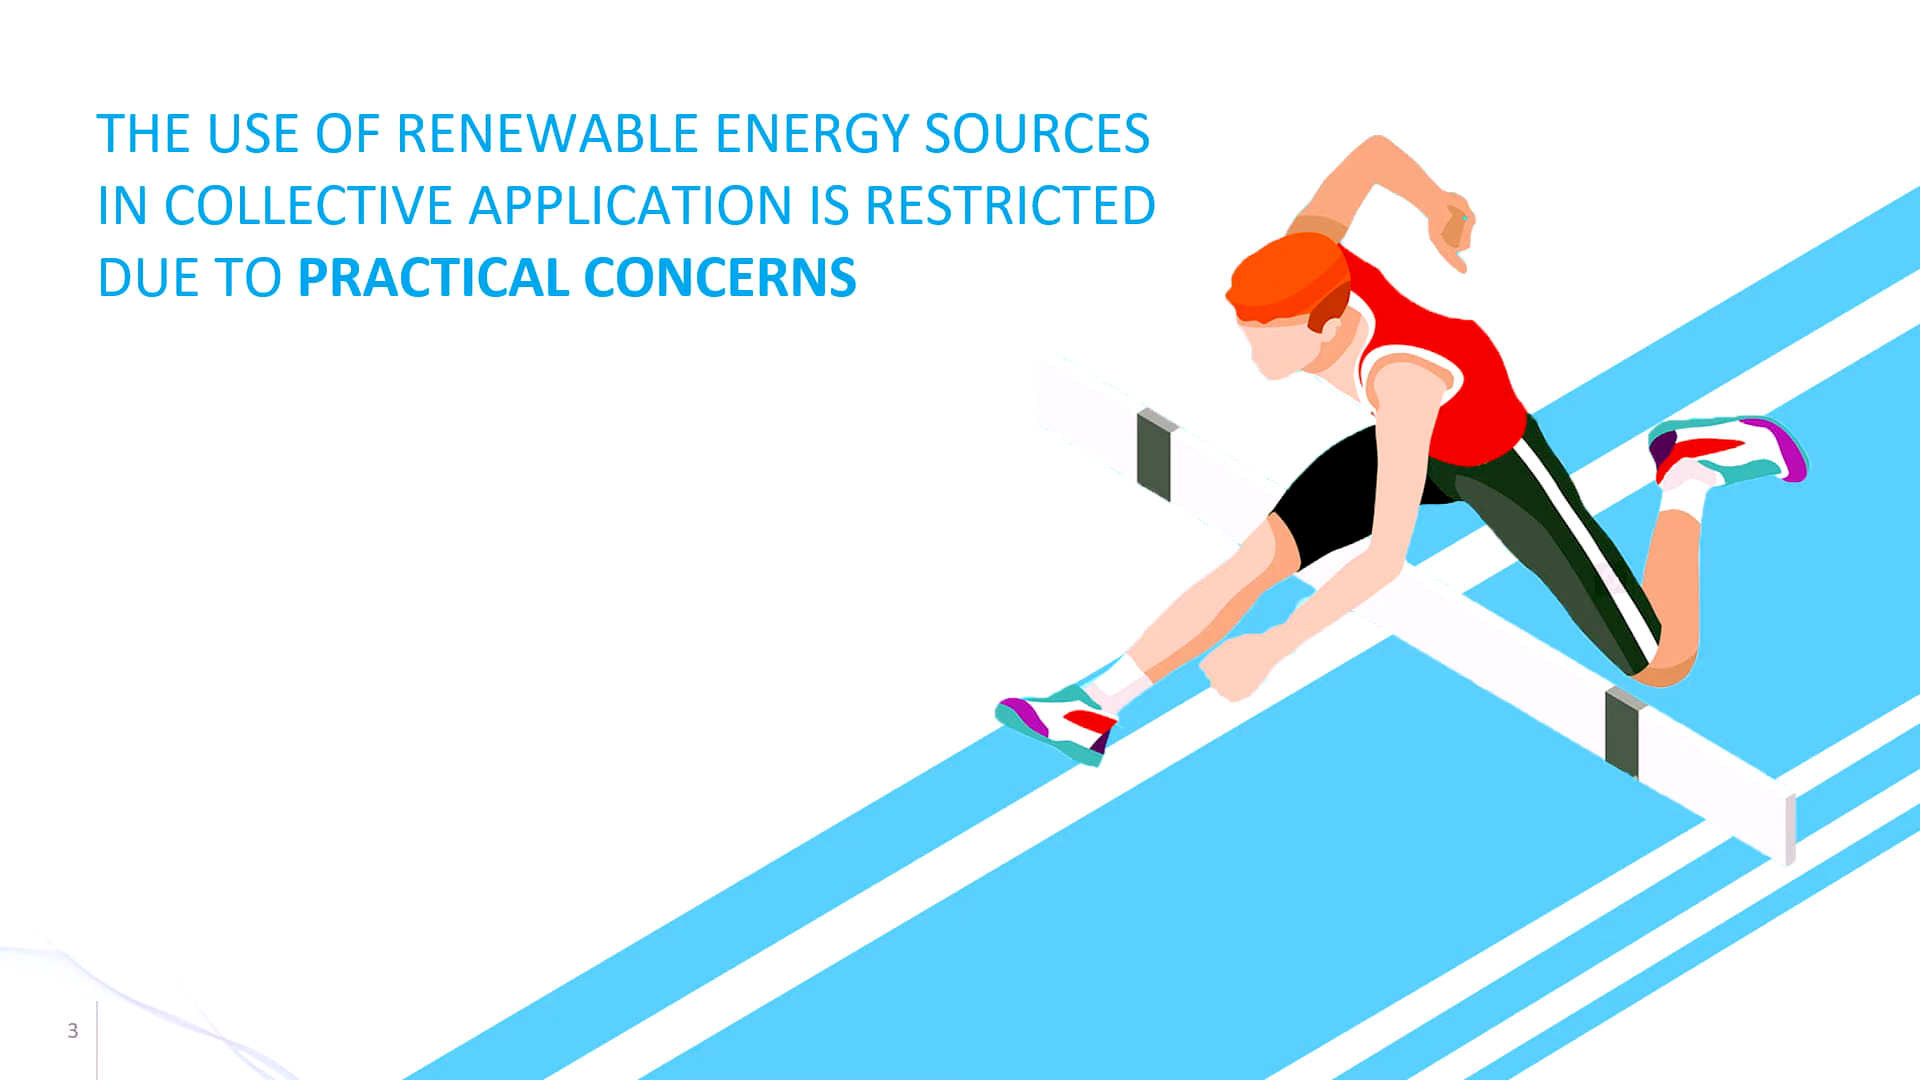 THE USE OF RENEWABLE ENERGY SOURCES
IN COLLECTIVE APPLICATION IS RESTRICTED
DUE TO PRACTICAL CONCERNS
3